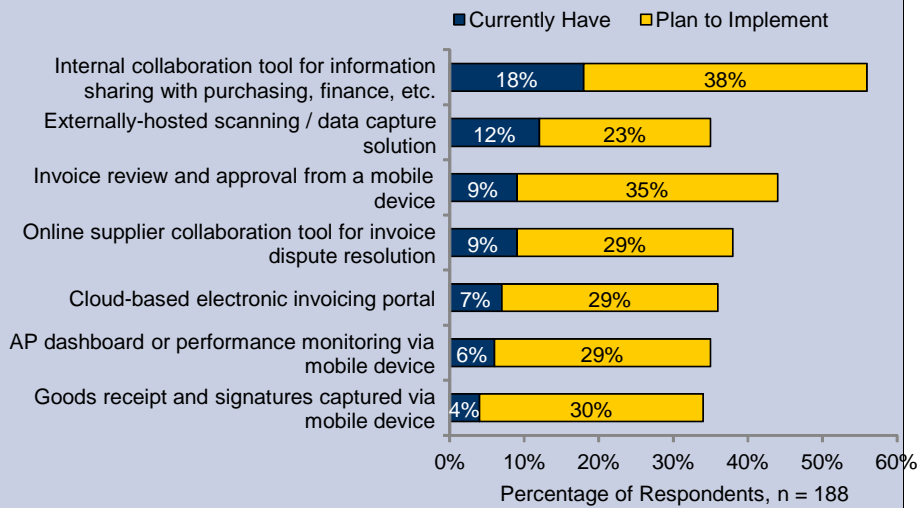 Currently Have Plan to Implement
Internal collaboration tool for information
sharing with purchasing, finance, etc.
18% 38%
Externally-hosted scanning / data capture
solution
12% 23%
Invoice review and approval from a mobile
device
9% 35%
Online supplier collaboration tool for invoice
dispute resolution
9% 29%
Cloud-based electronic invoicing portal
7% 29%
AP dashboard or performance monitoring via
mobile device
6% 29%
Goods receipt and signatures captured via
mobile device
4% 30%
0% 10% 20% 30% 40% 50% 60%
Percentage of Respondents, n = 188